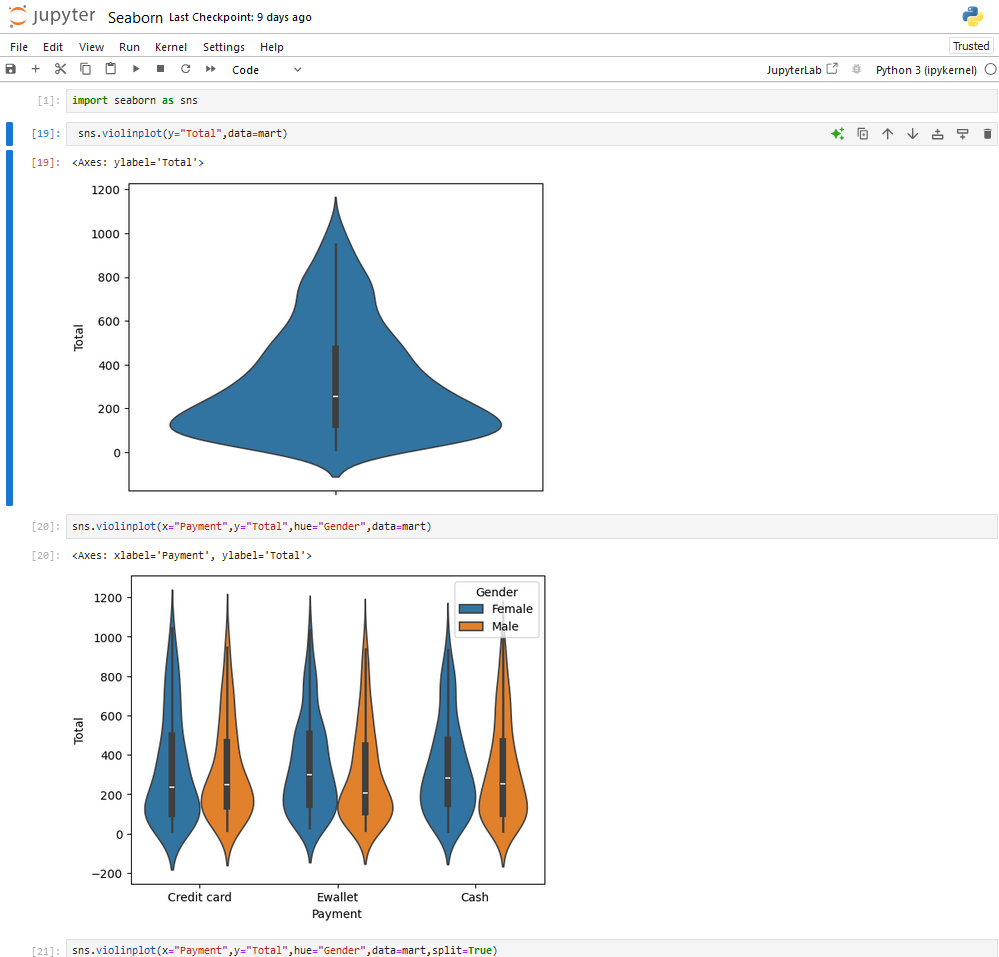 jupyter Seaborn Last Checkpoint: 9 days ago
File Edit View Run Kernel Settings Help Trusted
Code JupyterLab Python 3 (ipykernel)
[1]: import seaborn as sns
[19]: sns.violinplot(y="Total",data=mart)
[19]: <Axes: ylabel='Total'>
1200
1000
800
600
400
200
0
Total
[20]: sns.violinplot(x="Payment",y="Total",hue="Gender",data=mart)
[20]: <Axes: xlabel='Payment', ylabel='Total'>
Gender
Female
Male
1200
1000
800
600
400
200
0
−200
Total
Credit card Ewallet Cash
Payment
[21]: sns.violinplot(x="Payment",y="Total",hue="Gender",data=mart,split=True)